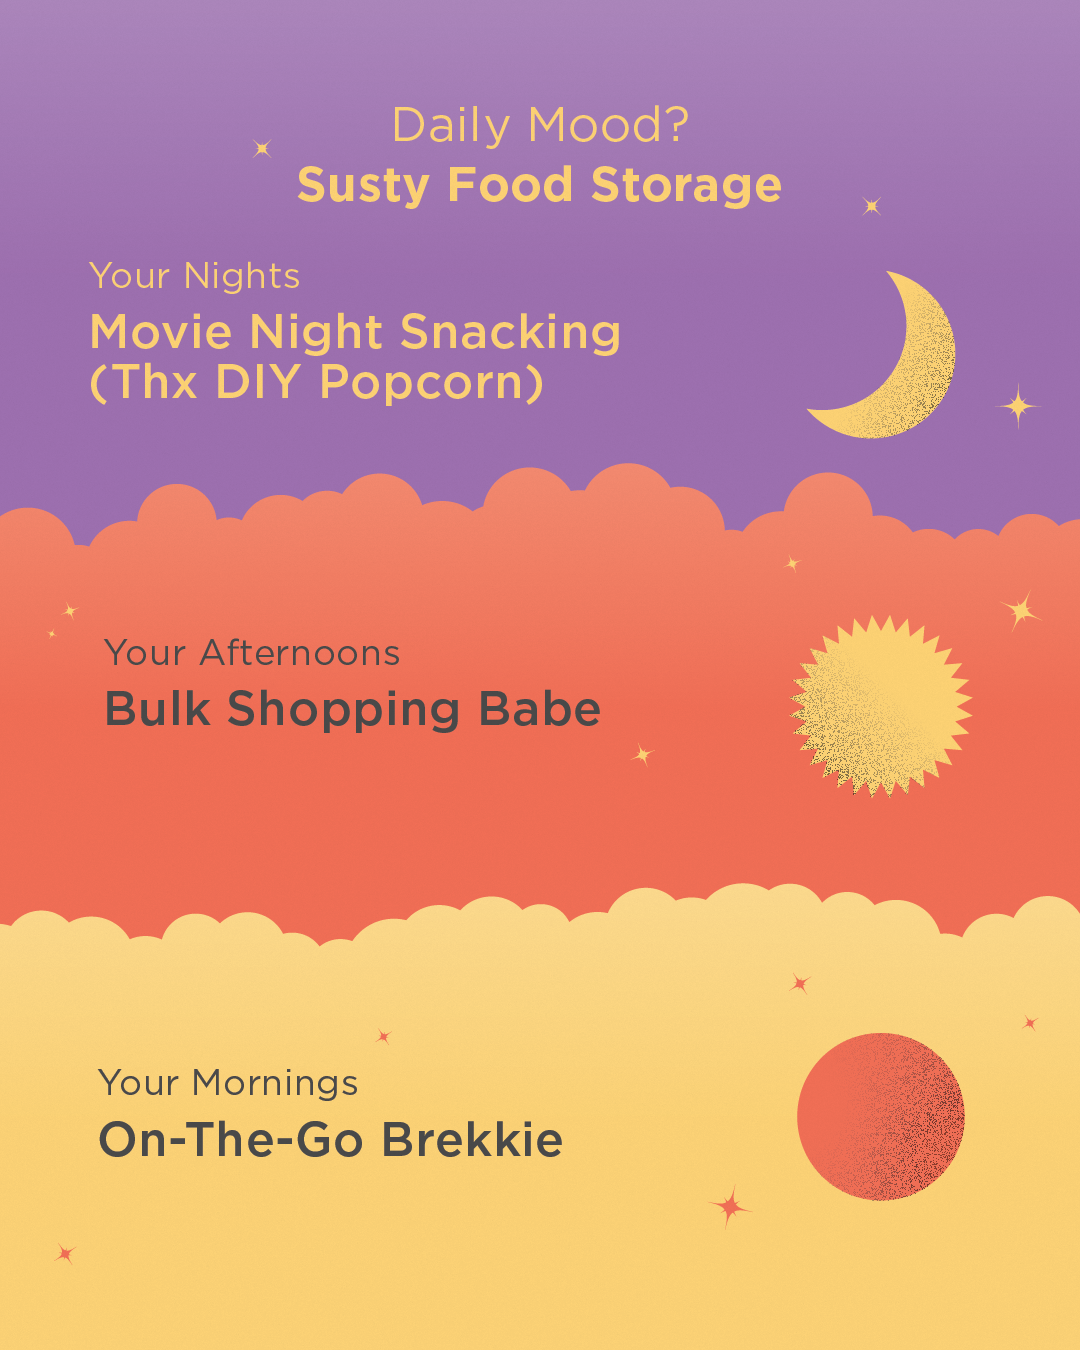 Daily Mood?
Susty Food Storage
Your Nights
Movie Night Snacking
(Thx DIY Popcorn)
Your Afternoons
Bulk Shopping Babe
Your Mornings
On-The-Go Brekkie